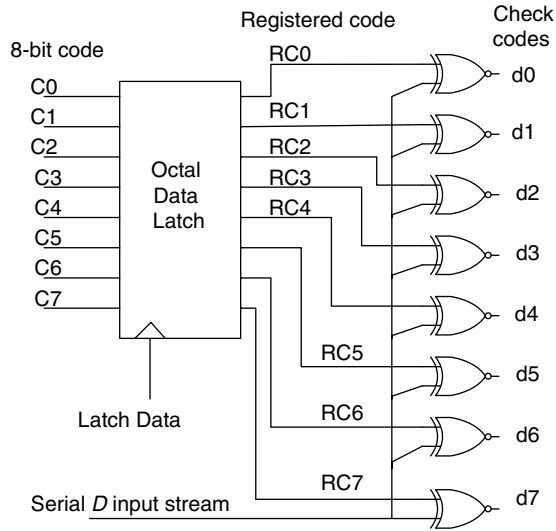 Registered code
Check
codes
8-bit code
C0
C1
C2
C3
C4
C5
C6
C7
Octal
Data
Latch
Latch Data
RC0
RC1
RC2
RC3
RC4
RC5
RC6
RC7
d0
d1
d2
d3
d4
d5
d6
d7
Serial D input stream